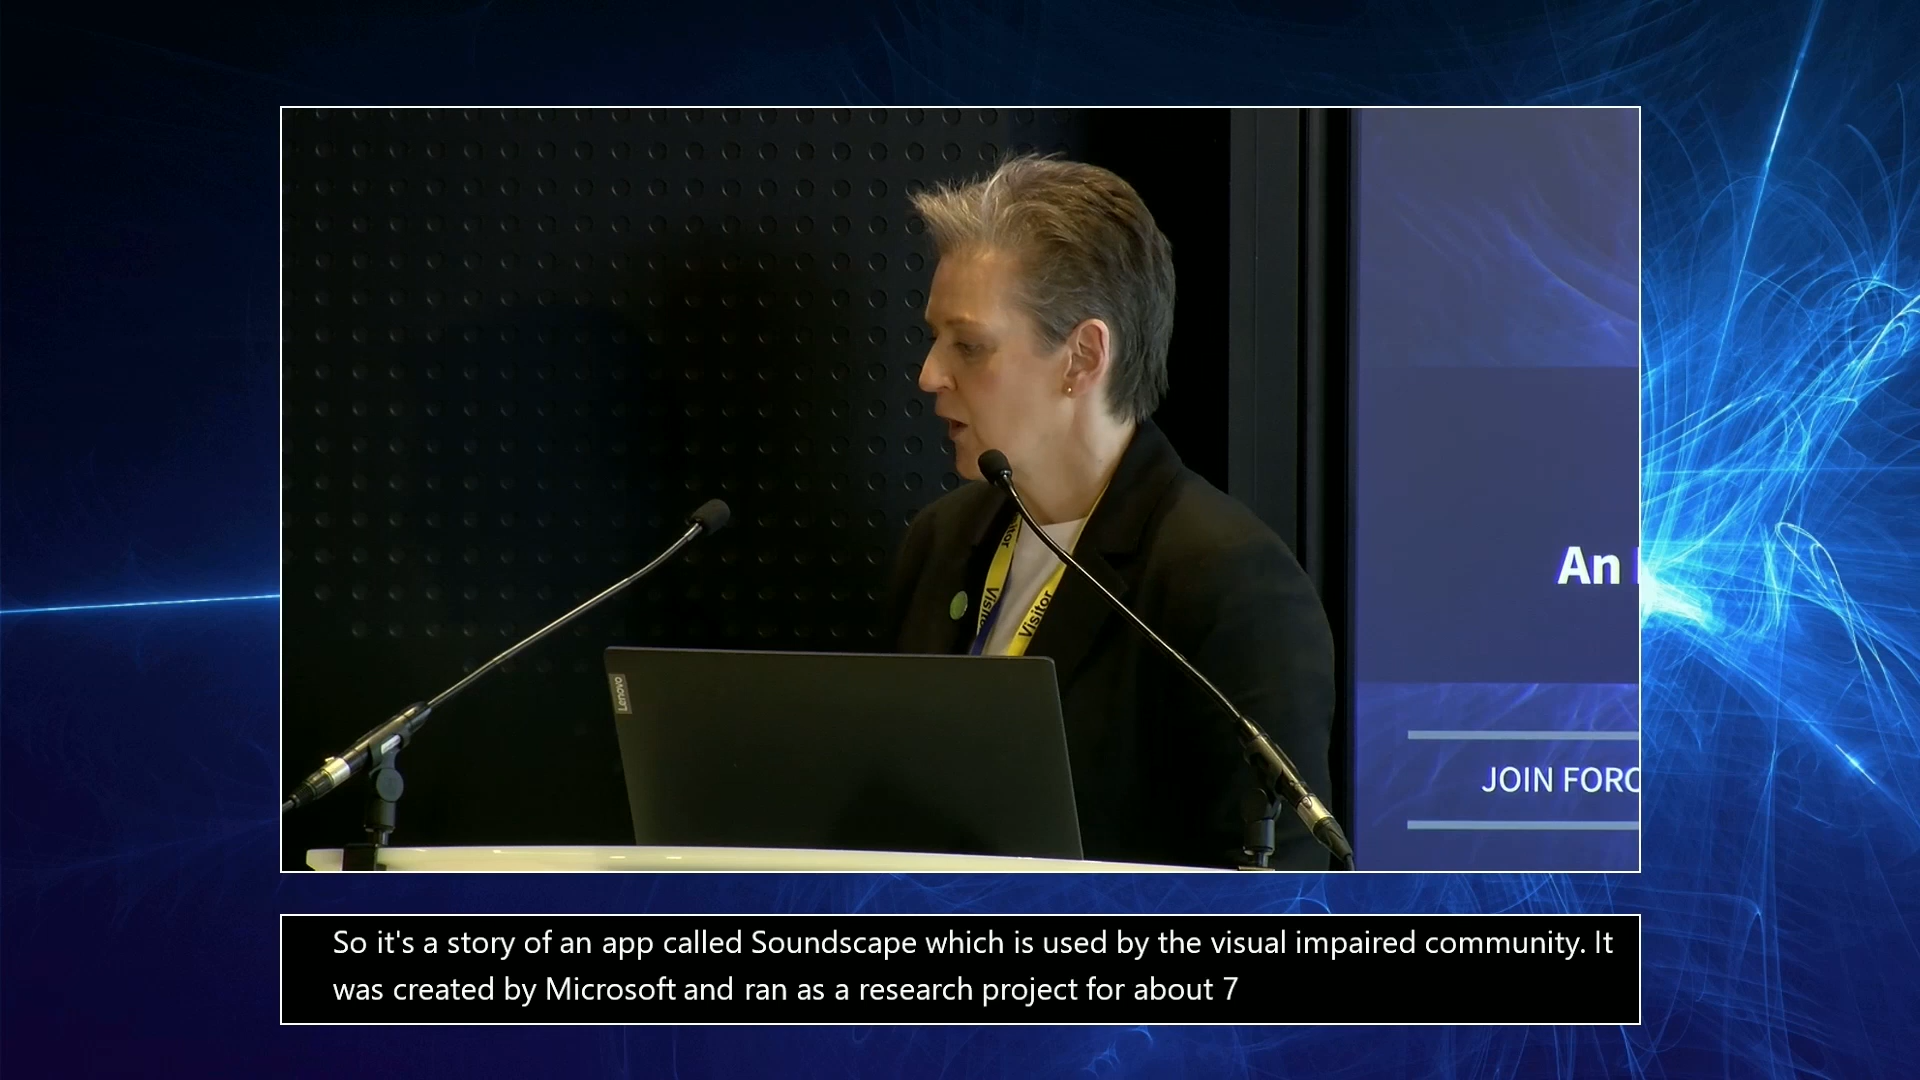 An
JOIN FORC
Visitor
Lenovo
So it's a story of an app called Soundscape which is used by the visual impaired community. It
was created by Microsoft and ran as a research project for about 7